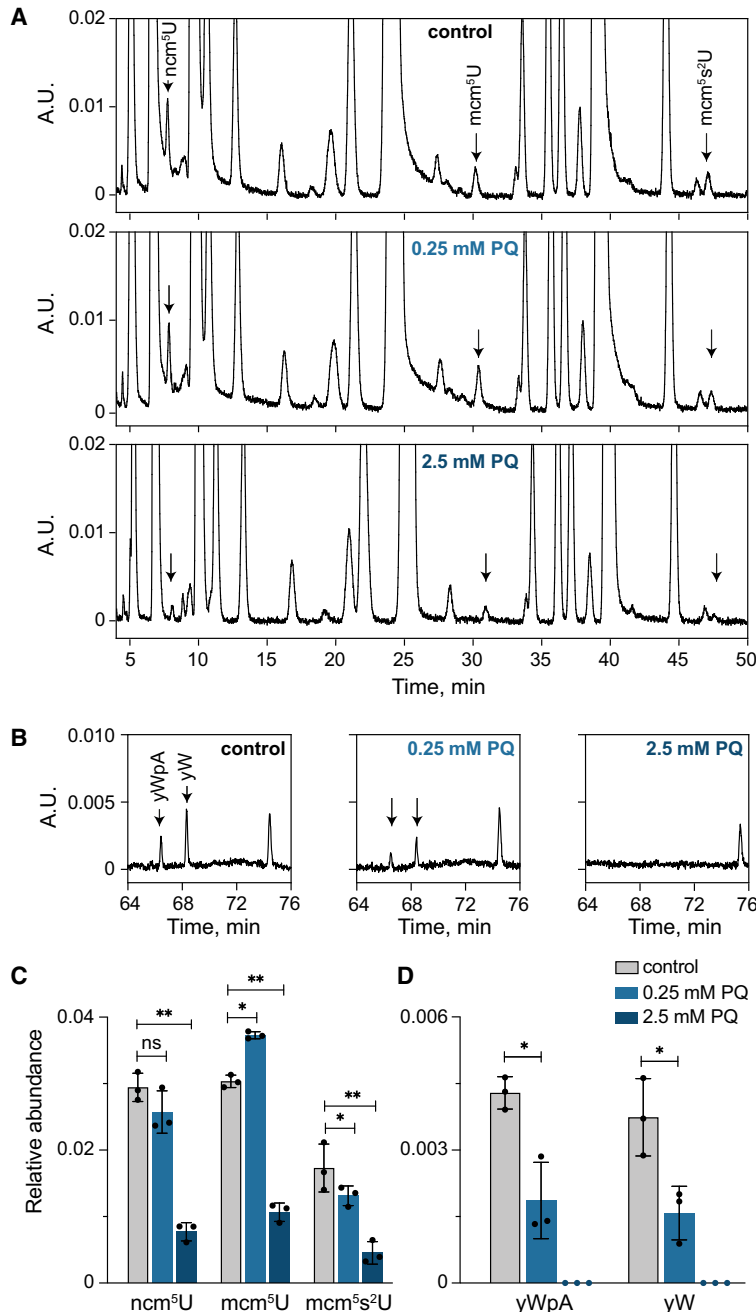 A
control
ncm⁵U
mcm⁵U
mcm⁵s²U
A.U.
0.02
0.01
0
0.25 mM PQ
A.U.
0.02
0.01
0
2.5 mM PQ
A.U.
0.02
0.01
0
5 10 15 20 25 30 35 40 45 50
Time, min
B
control
yWpA
yW
A.U.
0.010
0.005
0
64 68 72 76
Time, min
0.25 mM PQ
64 68 72 76
Time, min
2.5 mM PQ
64 68 72 76
Time, min
C
Relative abundance
0.04
0.02
0
**
ns
**
*
**
*
ncm⁵U mcm⁵U mcm⁵s²U
D
control
0.25 mM PQ
2.5 mM PQ
0.006
0.003
0
*
*
yWpA yW